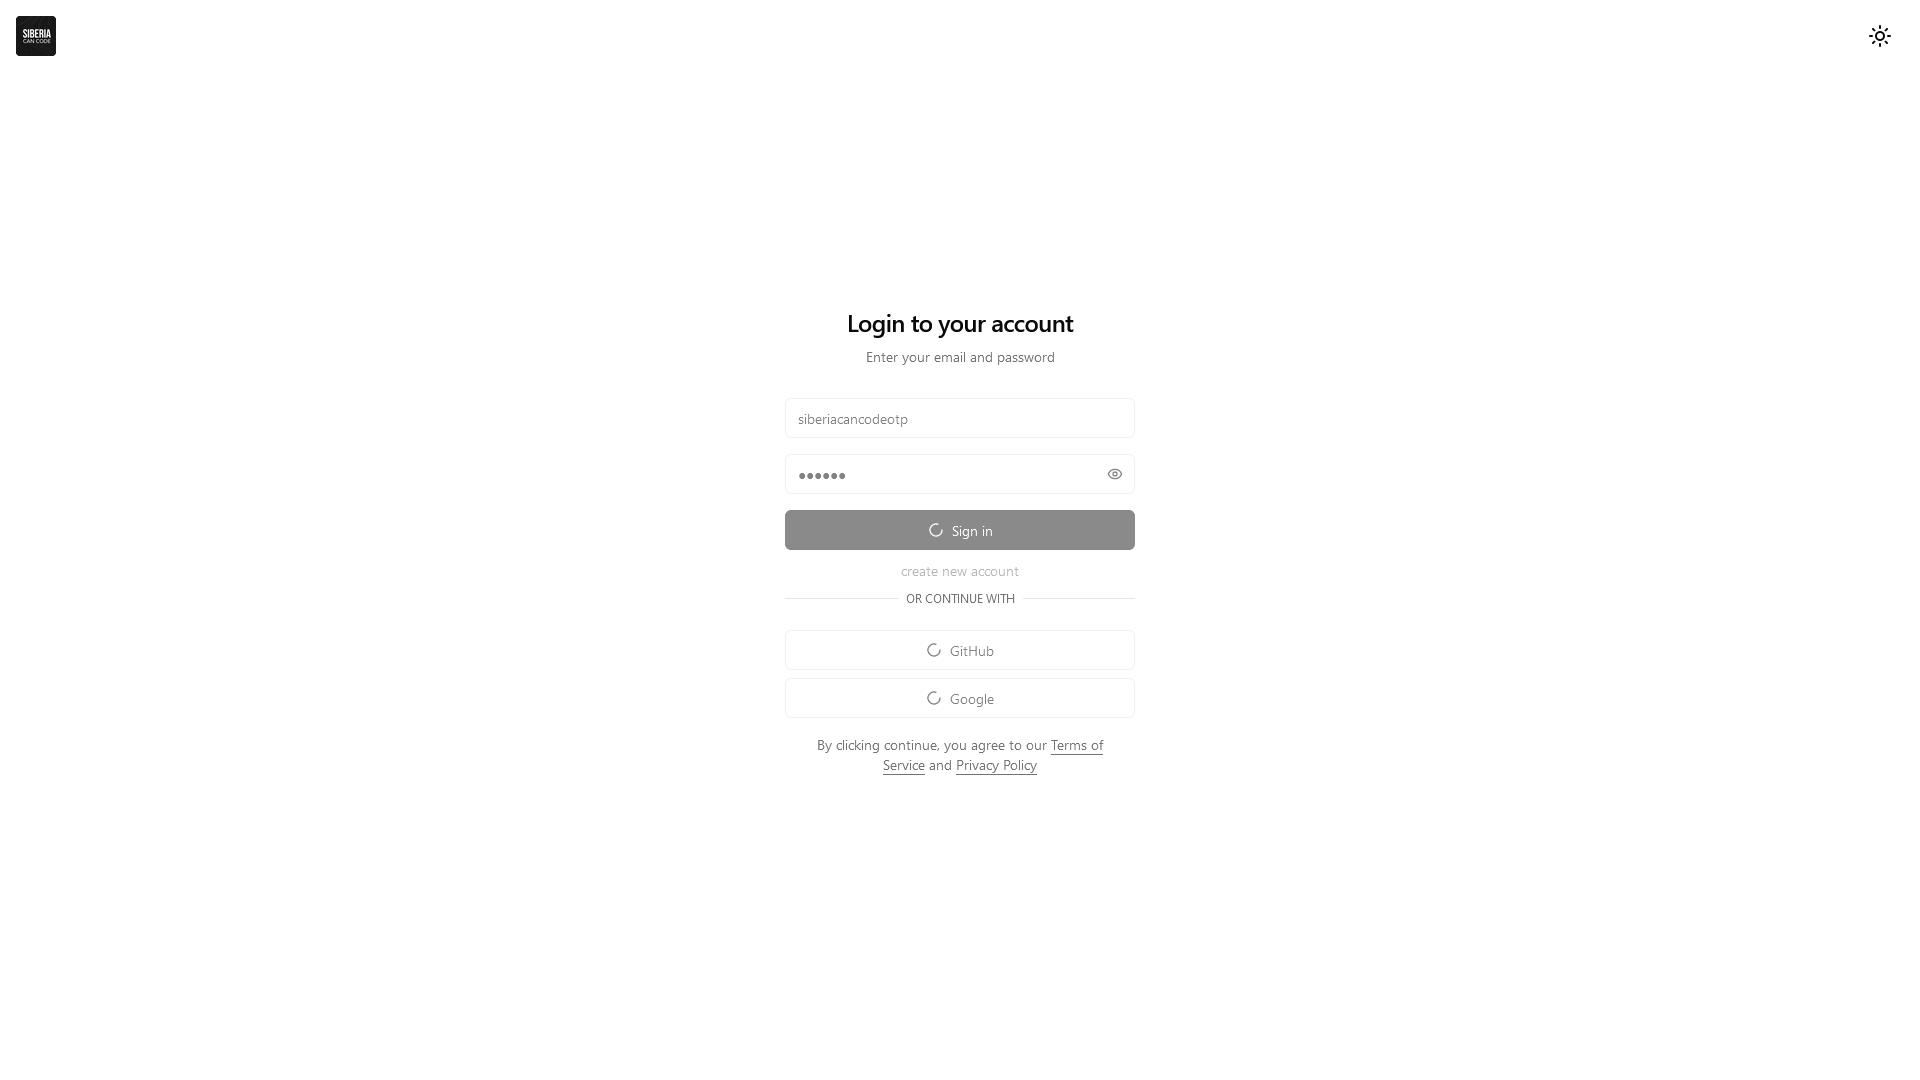 SIBERIA
CAN CODE
Login to your account
Enter your email and password
siberiacancodeotp
••••••
Sign in
create new account
OR CONTINUE WITH
GitHub
Google
By clicking continue, you agree to our Terms of
Service and Privacy Policy